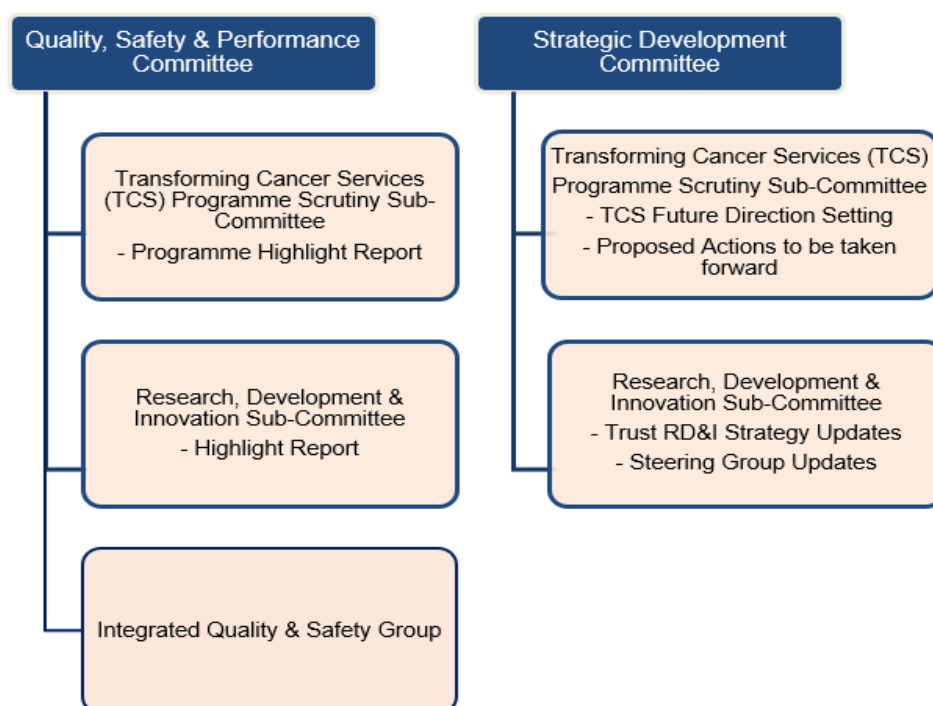 Quality, Safety & Performance
Committee
Transforming Cancer Services
(TCS) Programme Scrutiny Sub-
Committee
- Programme Highlight Report
Research, Development &
Innovation Sub-Committee
- Highlight Report
Integrated Quality & Safety Group
Strategic Development
Committee
Transforming Cancer Services (TCS)
Programme Scrutiny Sub-Committee
- TCS Future Direction Setting
- Proposed Actions to be taken
forward
Research, Development &
Innovation Sub-Committee
- Trust RD&I Strategy Updates
- Steering Group Updates